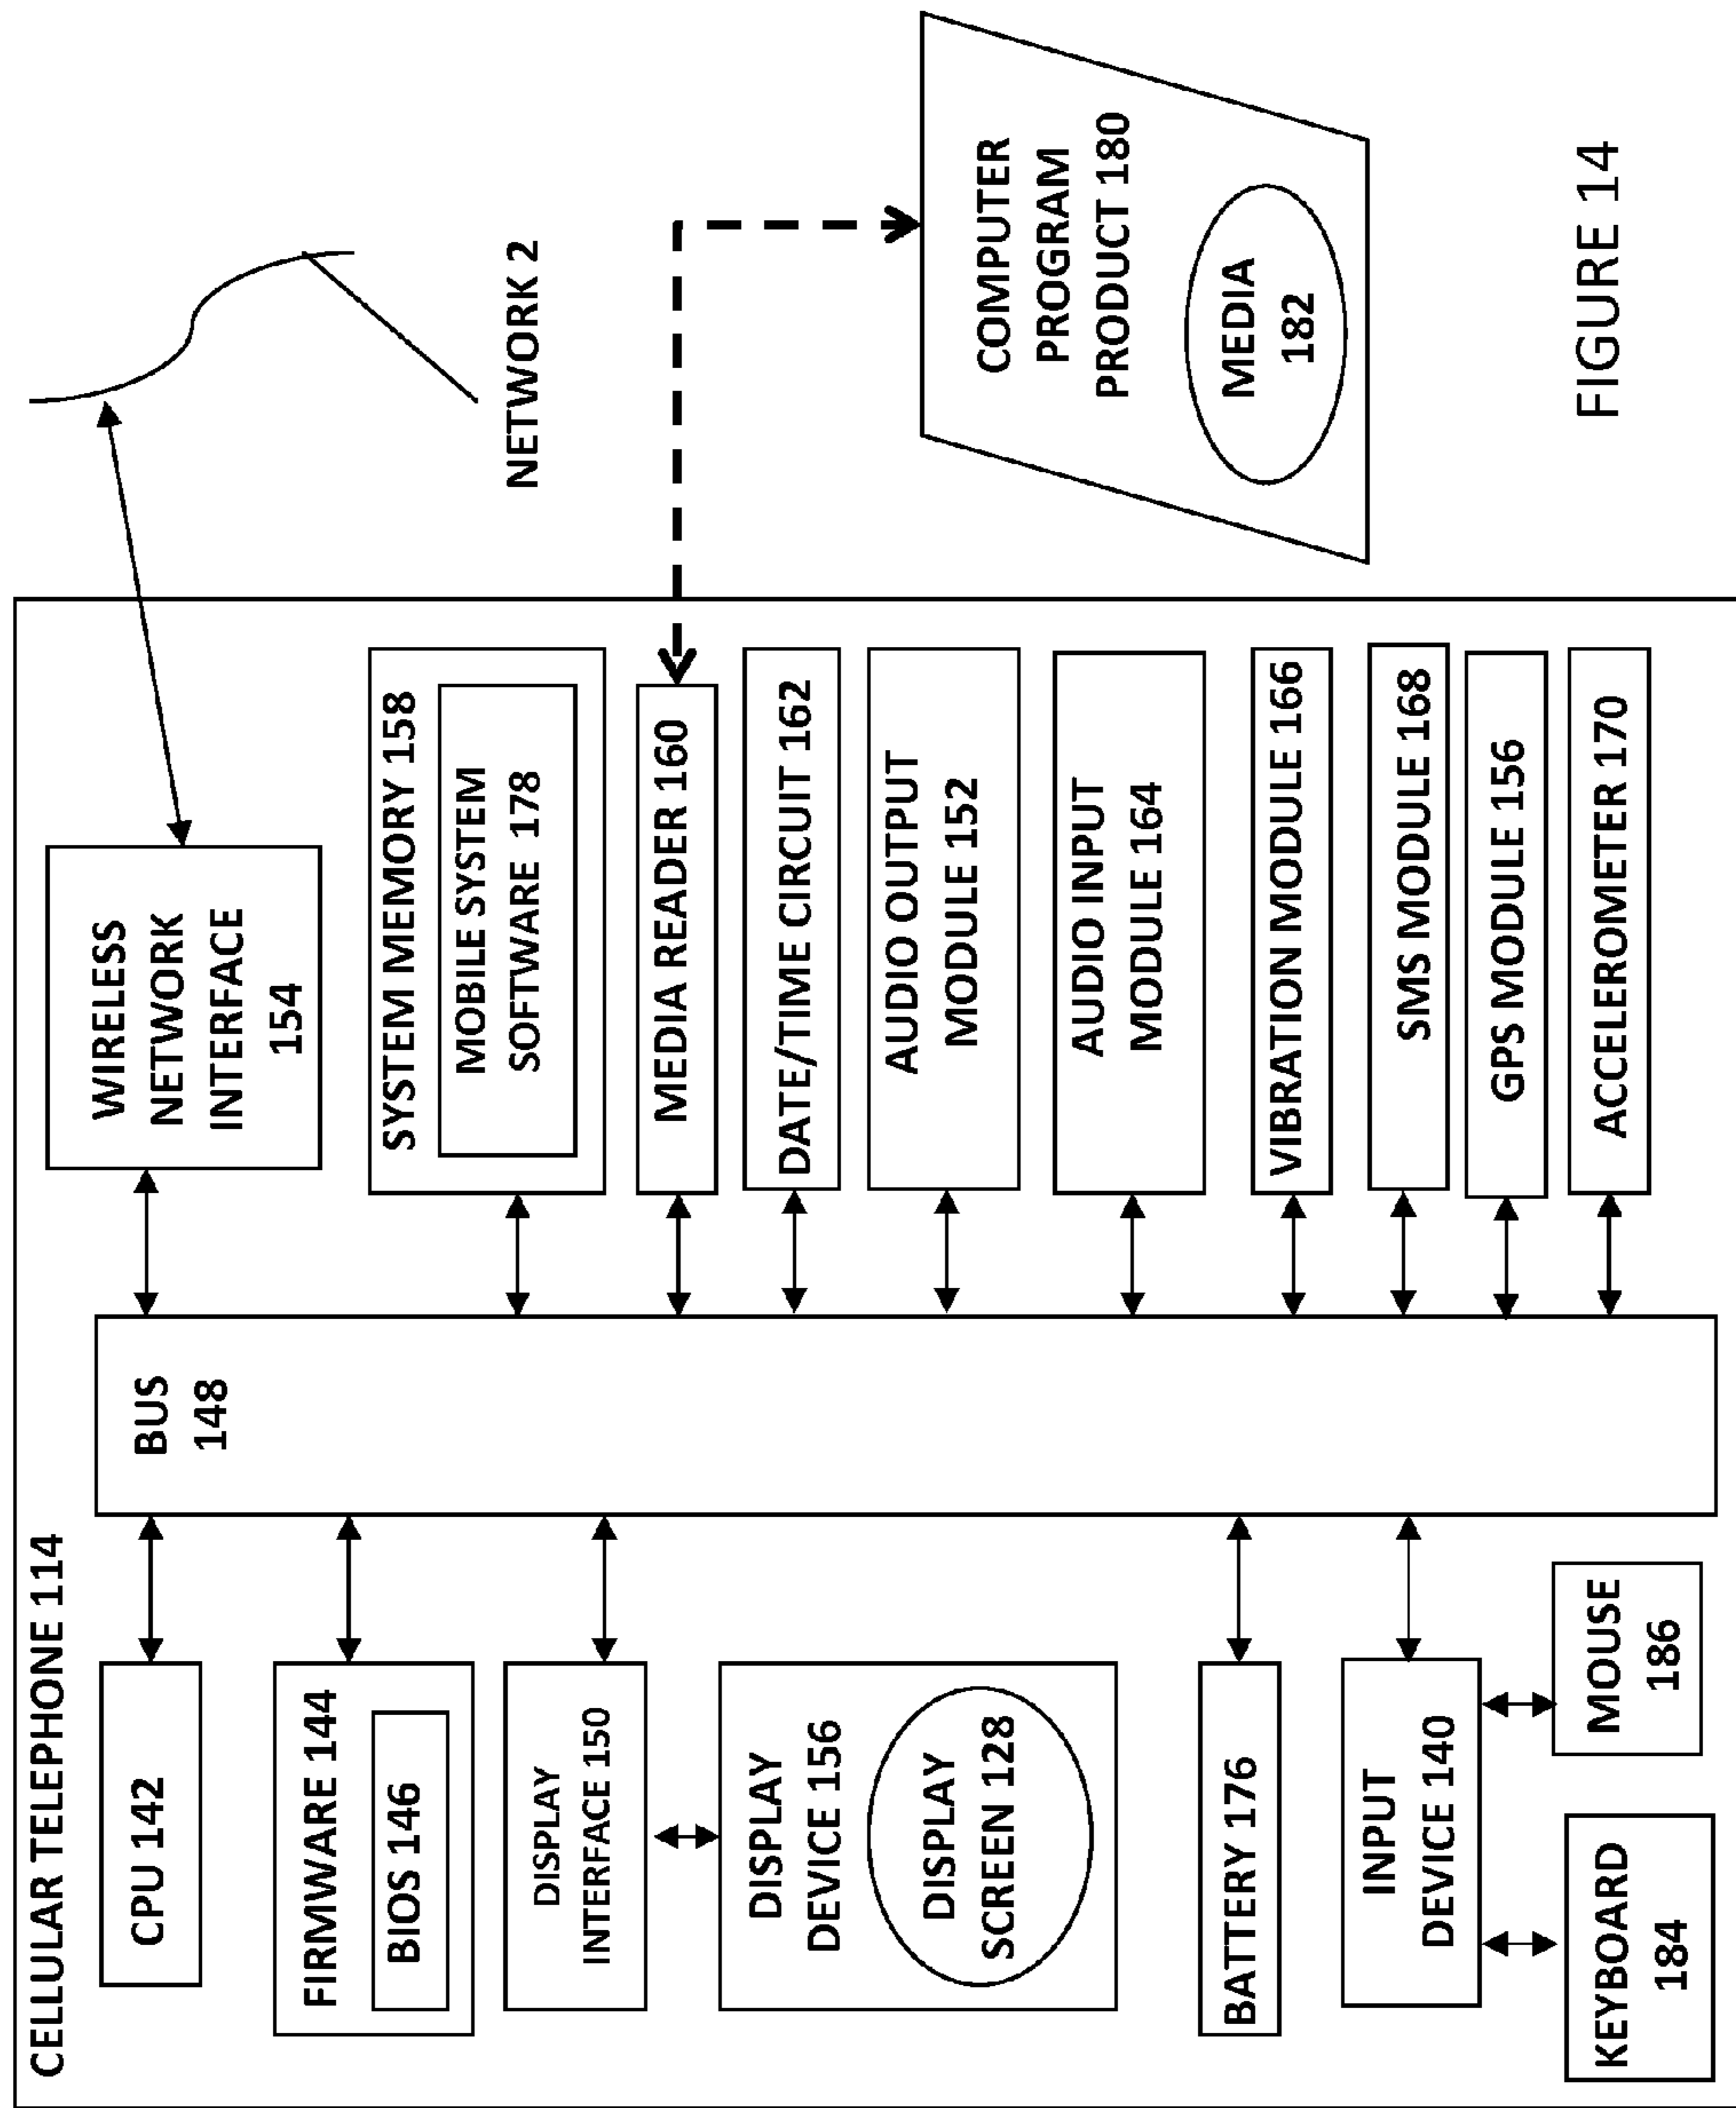 CELLULAR TELEPHONE 114
CPU 142
FIRMWARE 144
BIOS 146
DISPLAY
INTERFACE 150
DISPLAY
DEVICE 156
DISPLAY
SCREEN 128
BATTERY 176
INPUT
DEVICE 140
KEYBOARD
184
MOUSE
186
BUS
148
WIRELESS
NETWORK
INTERFACE
154
SYSTEM MEMORY 158
MOBILE SYSTEM
SOFTWARE 178
MEDIA READER 160
DATE/TIME CIRCUIT 162
AUDIO OUTPUT
MODULE 152
AUDIO INPUT
MODULE 164
VIBRATION MODULE 166
SMS MODULE 168
GPS MODULE 156
ACCELEROMETER 170
NETWORK 2
COMPUTER
PROGRAM
PRODUCT 180
MEDIA
182
FIGURE 14